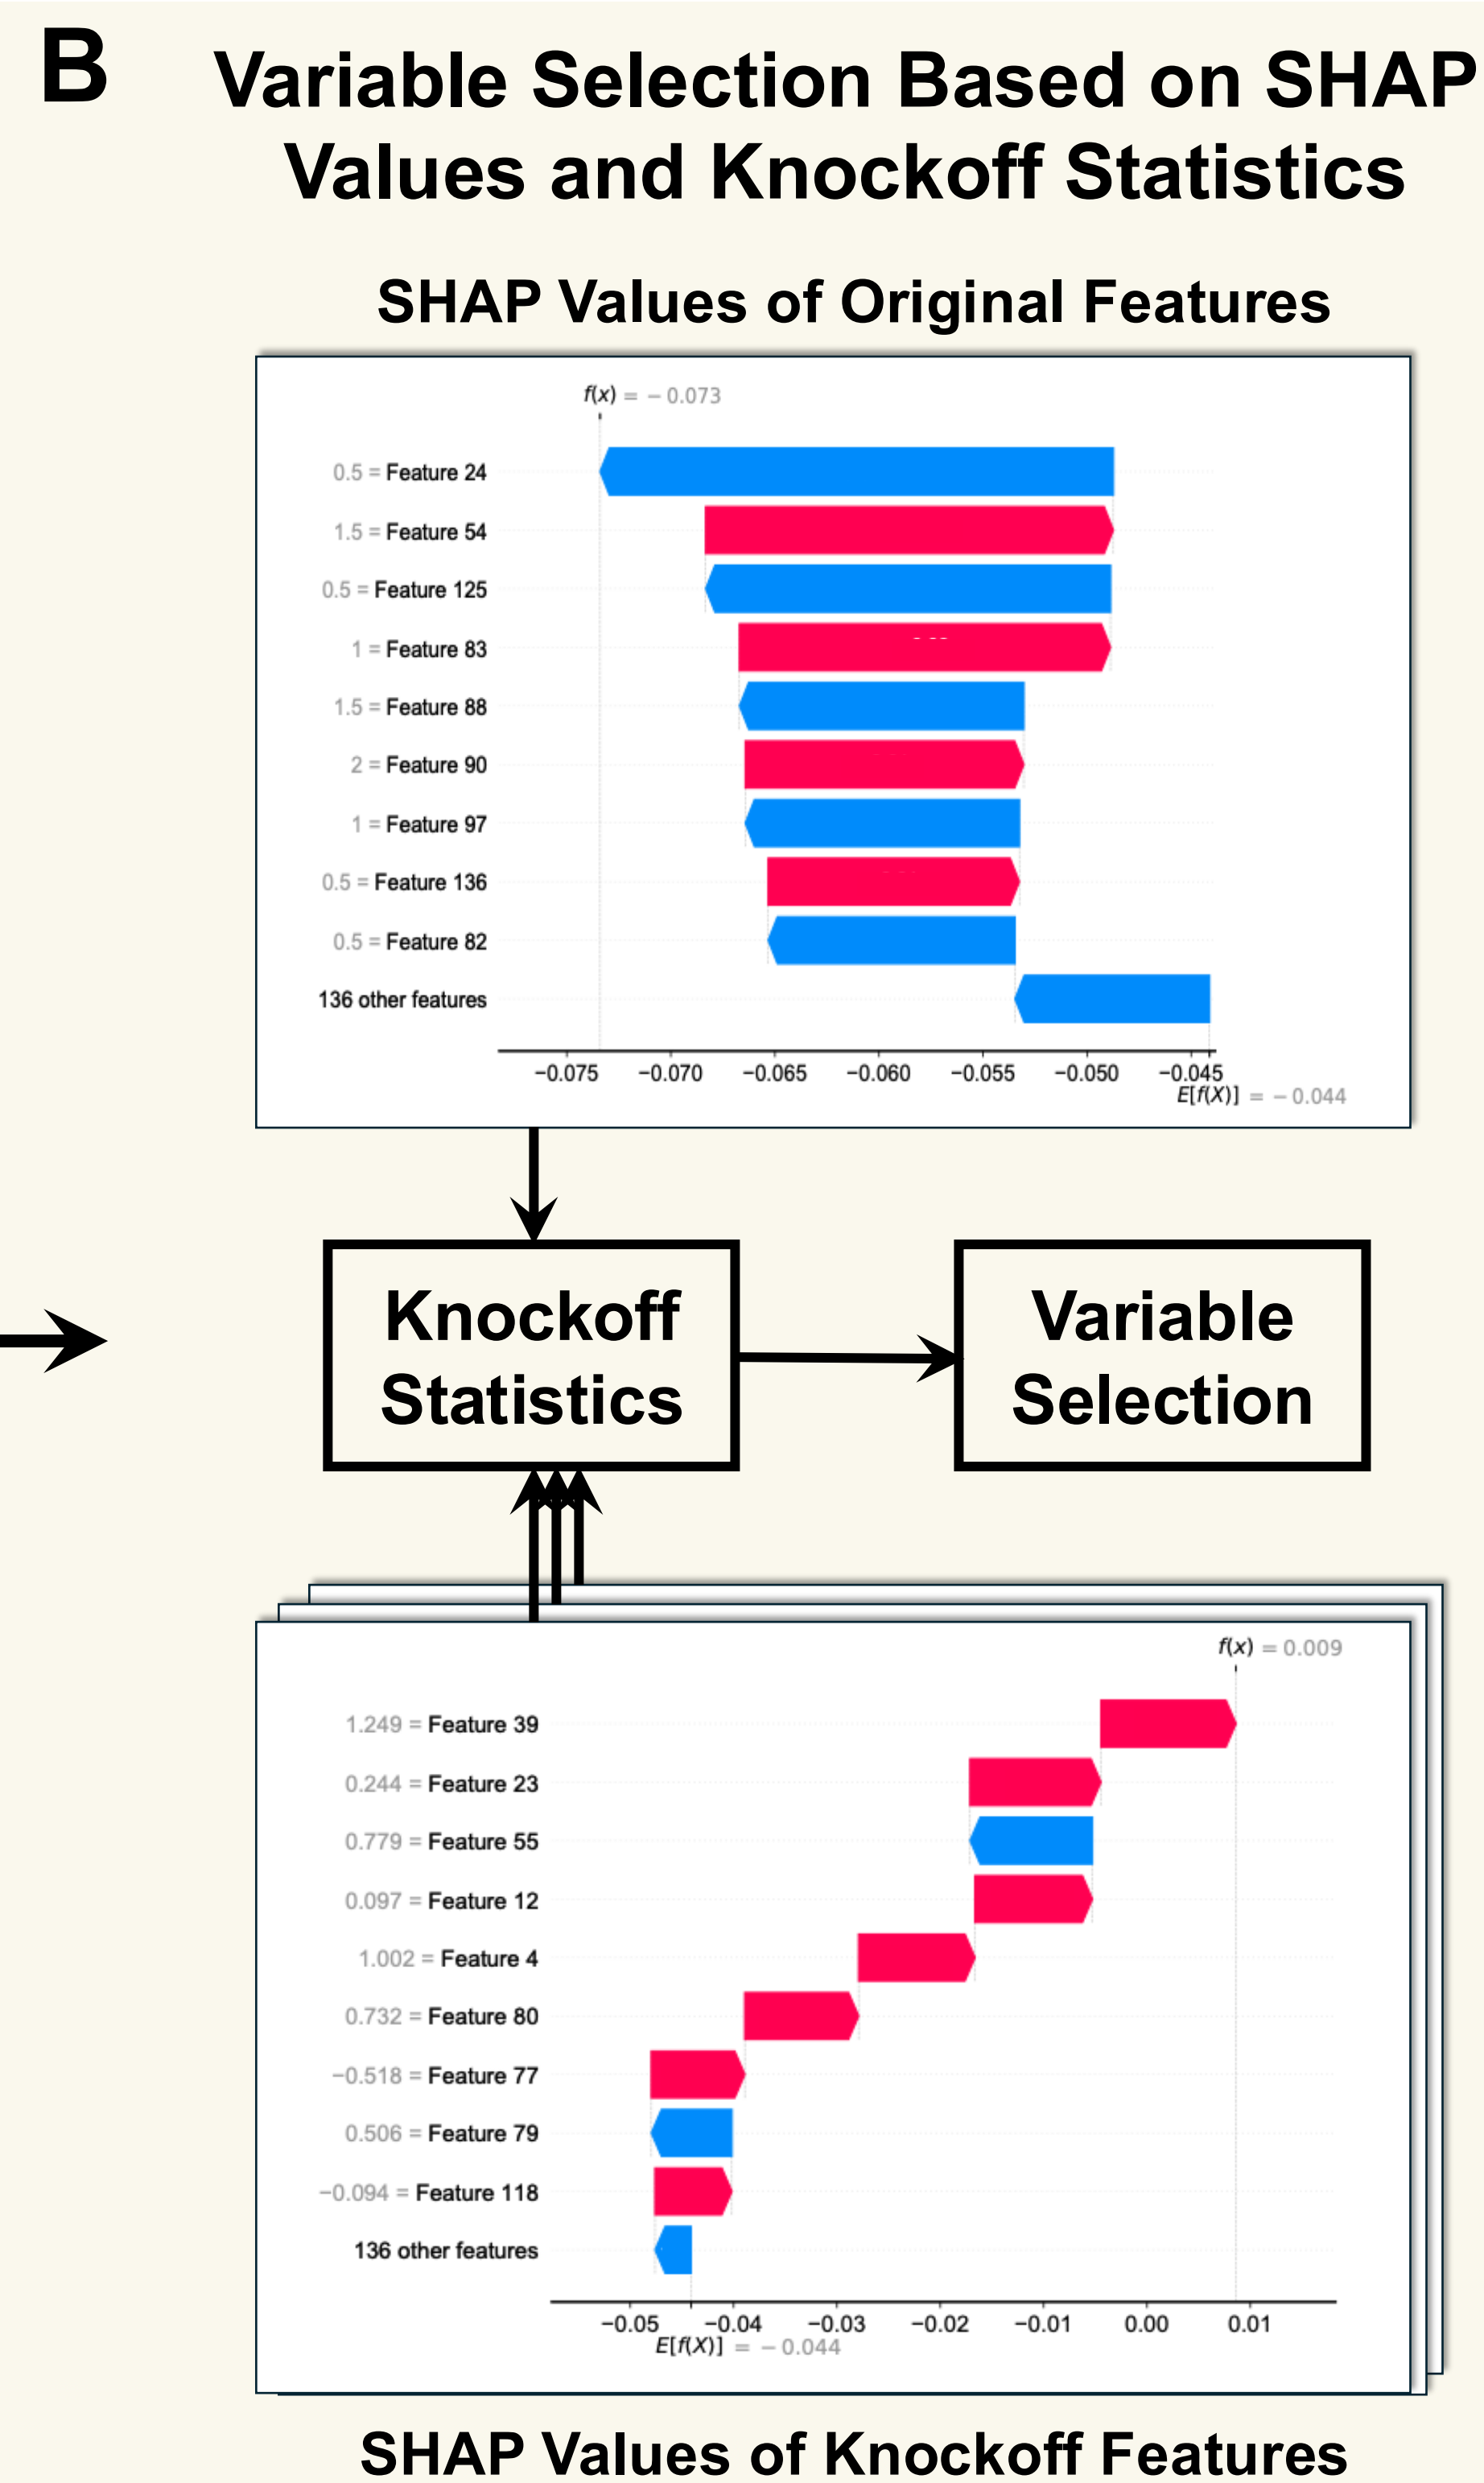 B
Variable Selection Based on SHAP
Values and Knockoff Statistics
SHAP Values of Original Features
f(x) = −0.073
0.5 = Feature 24
1.5 = Feature 54
0.5 = Feature 125
1 = Feature 83
1.5 = Feature 88
2 = Feature 90
1 = Feature 97
0.5 = Feature 136
0.5 = Feature 82
136 other features
−0.075 −0.070 −0.065 −0.060 −0.055 −0.050 −0.045
E[f(X)] = −0.044
Knockoff
Statistics
Variable
Selection
f(x) = 0.009
1.249 = Feature 39
0.244 = Feature 23
0.779 = Feature 55
0.097 = Feature 12
1.002 = Feature 4
0.732 = Feature 80
−0.518 = Feature 77
0.506 = Feature 79
−0.094 = Feature 118
136 other features
−0.05 −0.04 −0.03 −0.02 −0.01 0.00 0.01
E[f(X)] = −0.044
SHAP Values of Knockoff Features